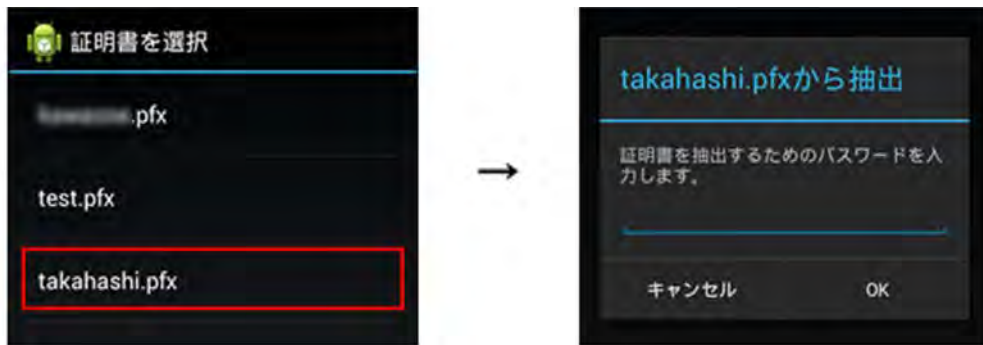 証明書を選択
.pfx
test.pfx
takahashi.pfx
→
takahashi.pfxから抽出
証明書を抽出するためのパスワードを入
力します。
キャンセル OK